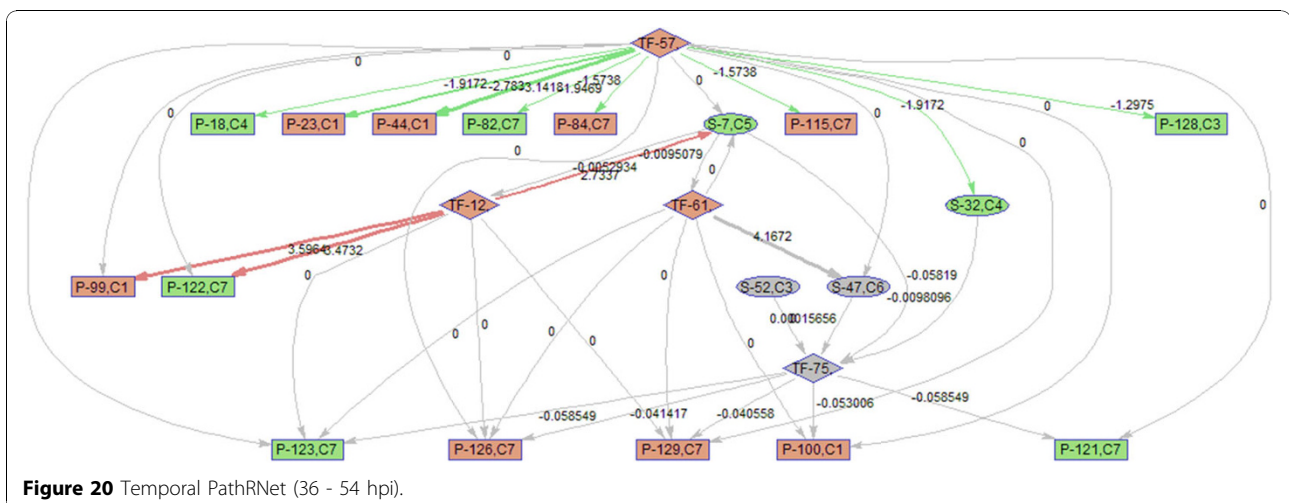 TF-57,
0
0
0
-1.9172
-2.7833
.1418
1.9469
-1.5738
0
-1.5738
-1.9172
0
-1.2975
0
P-18,C4
P-23,C1
P-44,C1
P-82,C7
P-84,C7
S-7,C5
P-115,C7
P-128,C3
0
0
-0.0095079
-0.0052934
2.7337
0
TF-12,
TF-61,
S-32,C4
0
3.5964
3.4732
4.1672
P-99,C1
P-122,C7
0
0
S-52,C3
S-47,C6
-0.05819
-0.0098096
0.00015656
0
0
0
0
0
TF-75,
-0.058549
-0.041417
-0.040558
-0.053006
-0.058549
P-123,C7
P-126,C7
P-129,C7
P-100,C1
P-121,C7
Figure 20 Temporal PathRNet (36 - 54 hpi).